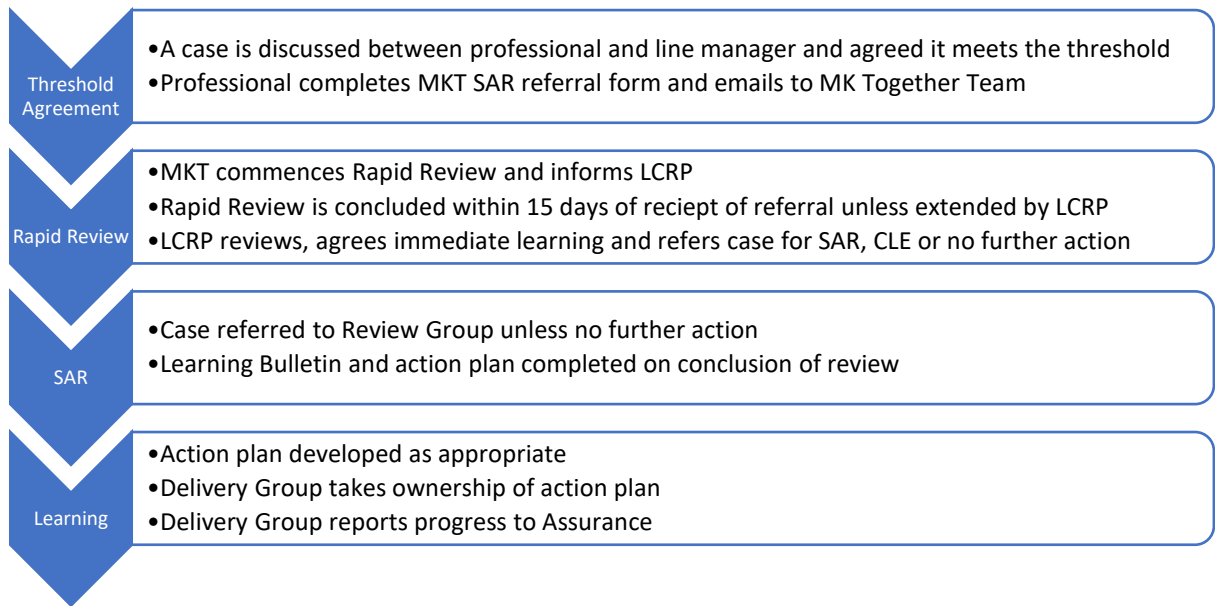 Threshold
Agreement
•A case is discussed between professional and line manager and agreed it meets the threshold
•Professional completes MKT SAR referral form and emails to MK Together Team
Rapid Review
•MKT commences Rapid Review and informs LCRP
•Rapid Review is concluded within 15 days of reciept of referral unless extended by LCRP
•LCRP reviews, agrees immediate learning and refers case for SAR, CLE or no further action
SAR
•Case referred to Review Group unless no further action
•Learning Bulletin and action plan completed on conclusion of review
Learning
•Action plan developed as appropriate
•Delivery Group takes ownership of action plan
•Delivery Group reports progress to Assurance